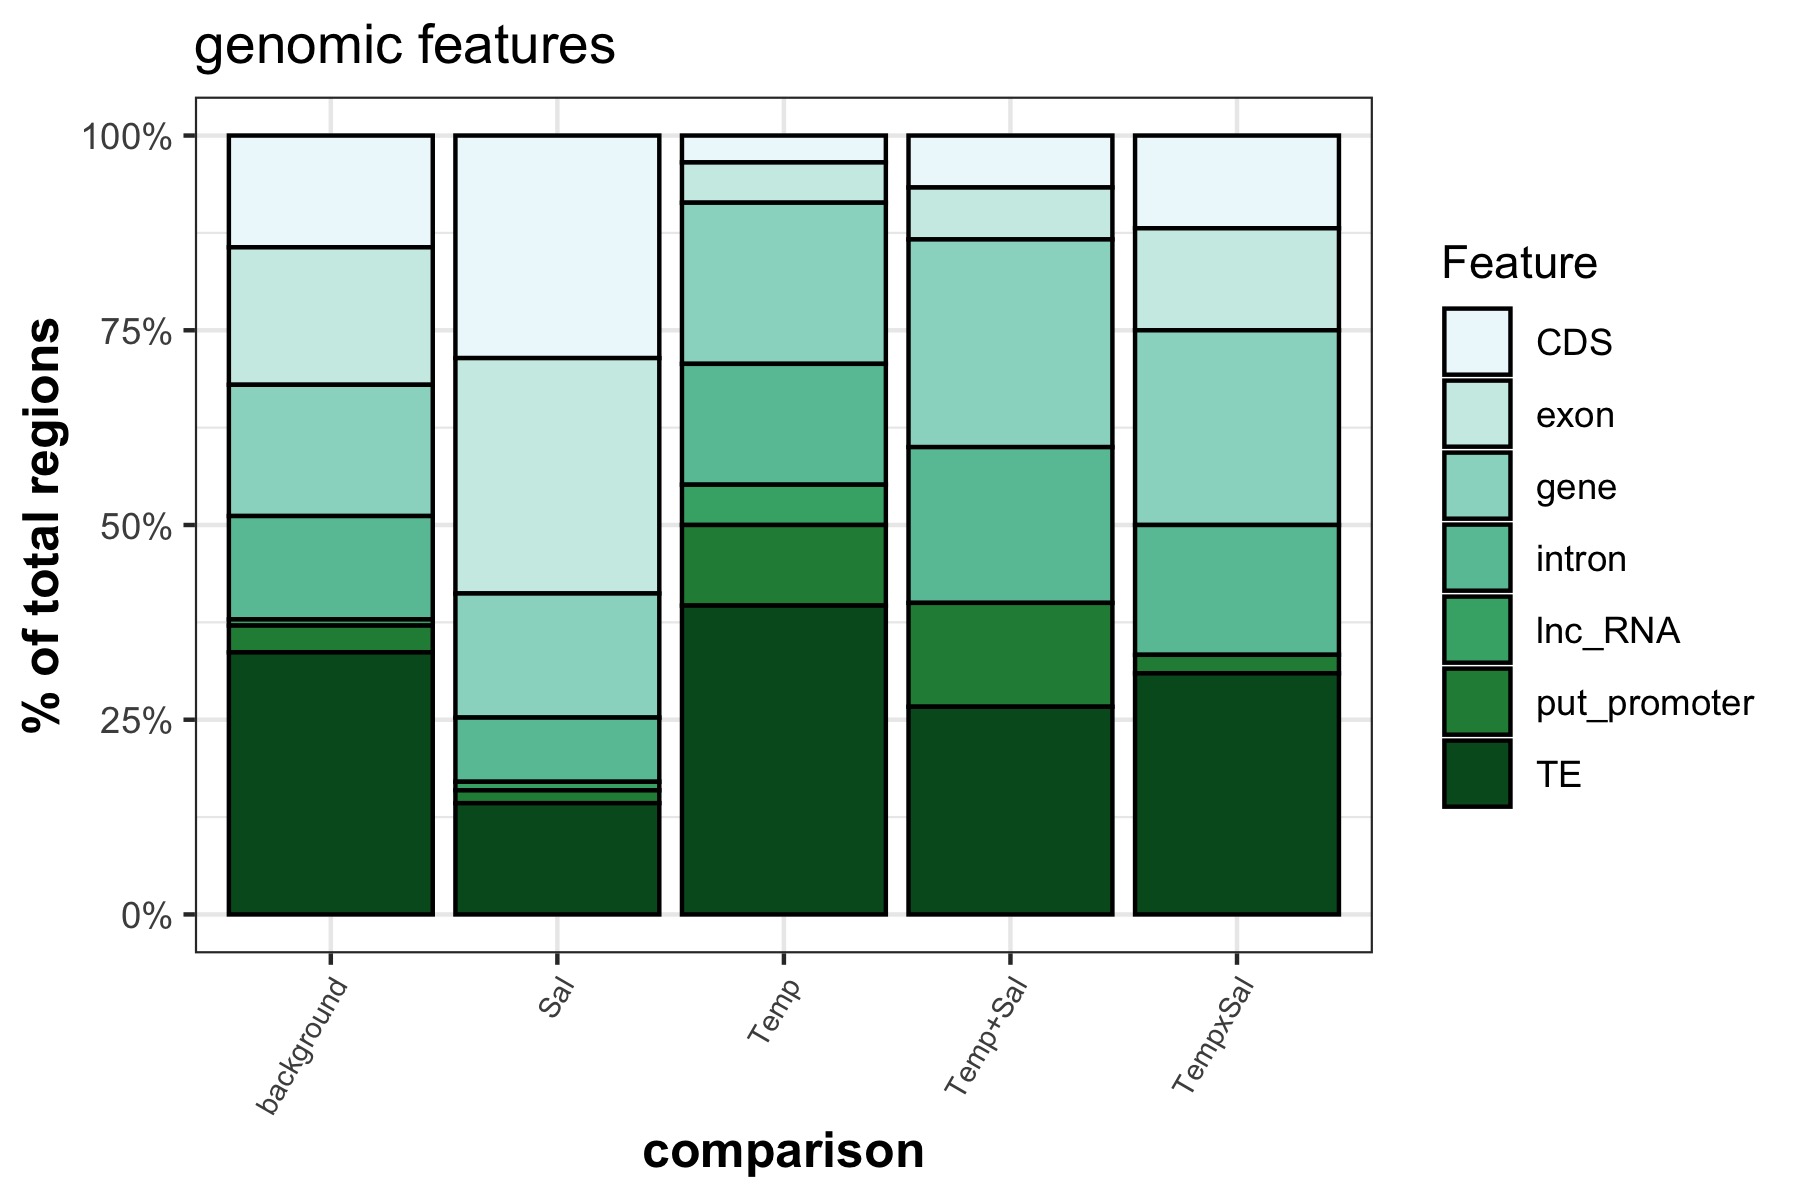 genomic features
% of total regions
100%
75%
50%
25%
0%
background
Sal
Temp
Temp+Sal
TempxSal
comparison
Feature
CDS
exon
gene
intron
lnc_RNA
put_promoter
TE